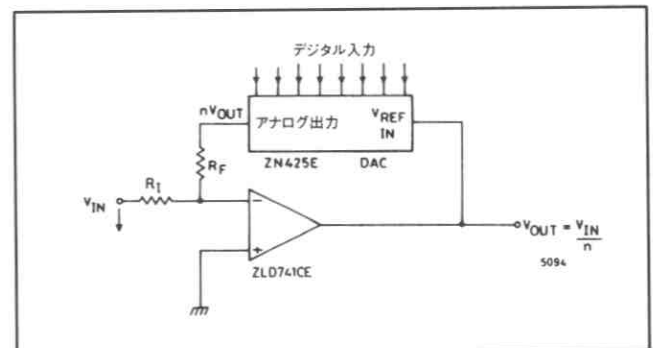 デジタル入力
nVOUT
アナログ出力
VREF
IN
ZN425E
DAC
RF
RI
VIN
−
+
ZLD741CE
VOUT = VIN
n
5094